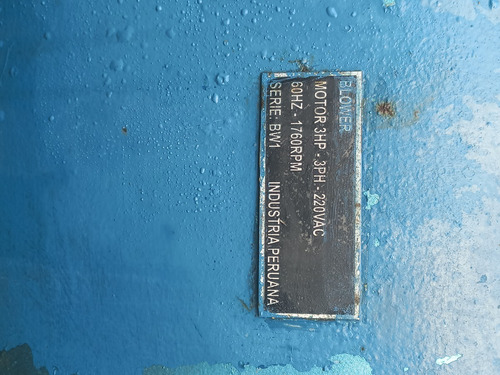 BLOWER
MOTOR 3HP - 3PH - 220VAC
60HZ - 1760RPM
SERIE: BW1 INDUSTRIA PERUANA